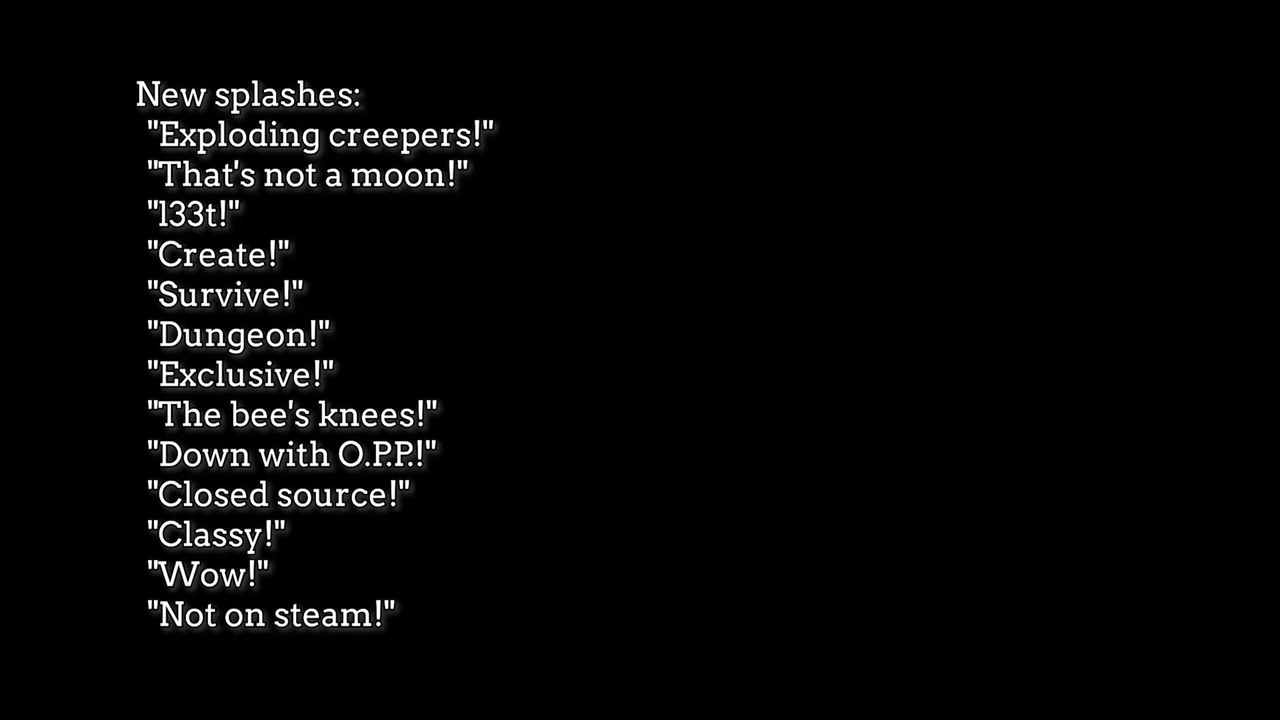 New splashes:
"Exploding creepers!"
"That's not a moon!"
"l33t!"
"Create!"
"Survive!"
"Dungeon!"
"Exclusive!"
"The bee's knees!"
"Down with O.P.P.!"
"Closed source!"
"Classy!"
"Wow!"
"Not on steam!"